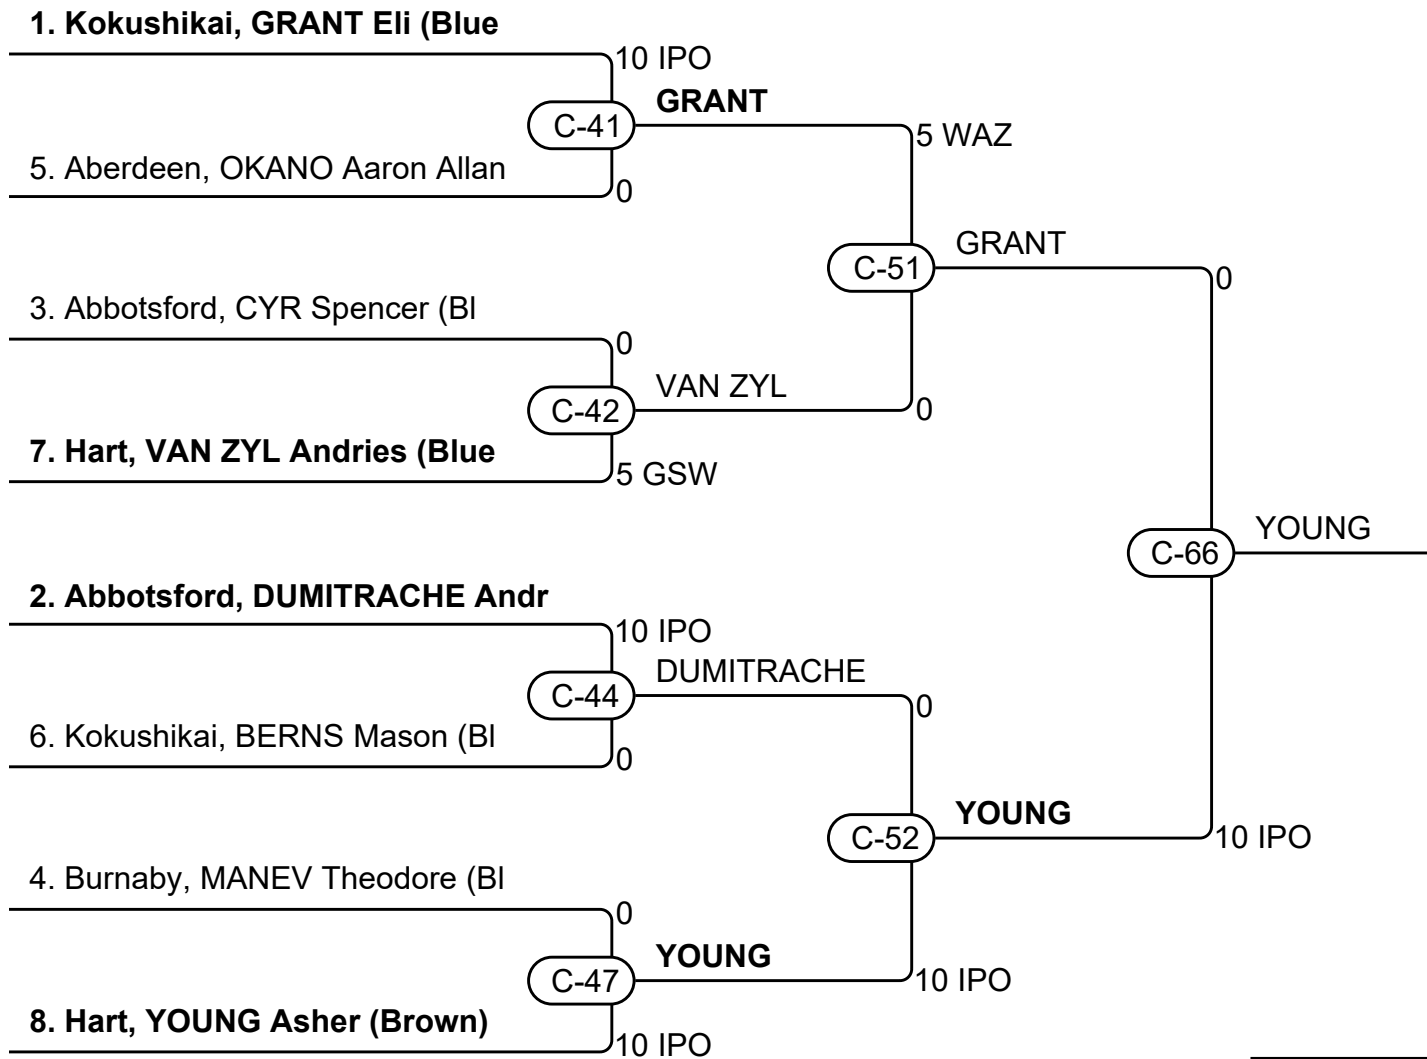 1. Kokushikai, GRANT Eli (Blue
10 IPO
GRANT
C-41
5 WAZ
5. Aberdeen, OKANO Aaron Allan
0
GRANT
C-51
0
3. Abbotsford, CYR Spencer (Bl
0
VAN ZYL
C-42
0
7. Hart, VAN ZYL Andries (Blue
5 GSW
YOUNG
C-66
2. Abbotsford, DUMITRACHE Andr
10 IPO
DUMITRACHE
C-44
0
6. Kokushikai, BERNS Mason (Bl
0
YOUNG
C-52
10 IPO
4. Burnaby, MANEV Theodore (Bl
0
YOUNG
C-47
10 IPO
8. Hart, YOUNG Asher (Brown)
10 IPO